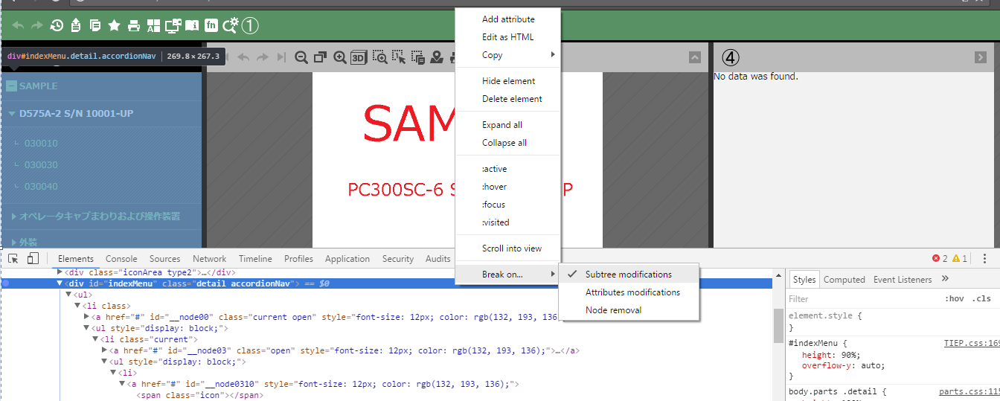 fn ①
div#indexMenu.detail.accordionNav 269.8×267.3
3D
④
SAMPLE
D575A-2 S/N 10001-UP
030010
030030
030040
オペレータキャブまわりおよび操作装置
外装
SAM
PC300SC-6 S
P
No data was found.
Add attribute
Edit as HTML
Copy
Hide element
Delete element
Expand all
Collapse all
:active
:hover
:focus
:visited
Scroll into view
Break on...
Subtree modifications
Attributes modifications
Node removal
Elements Console Sources Network Timeline Profiles Application Security Audits 2 1
<div class="iconArea type2">…</div>
<div id="indexMenu" class="detail accordionNav"> == $0
<ul>
<li class>
<a href="#" id="__node00" class="current open" style="font-size: 12px; color: rgb(132, 193, 136
<ul style="display: block;">
<li class="current">
<a href="#" id="__node03" class="open" style="font-size: 12px; color: rgb(132, 193, 136);">…</a>
<ul style="display: block;">
<li>
<a href="#" id="__node0310" style="font-size: 12px; color: rgb(132, 193, 136);">
<span class="icon"></span>
Styles Computed Event Listeners
Filter :hov .cls
element.style {
}
#indexMenu { TIEP.css:169
height: 90%;
overflow-y: auto;
}
body.parts .detail { parts.css:115